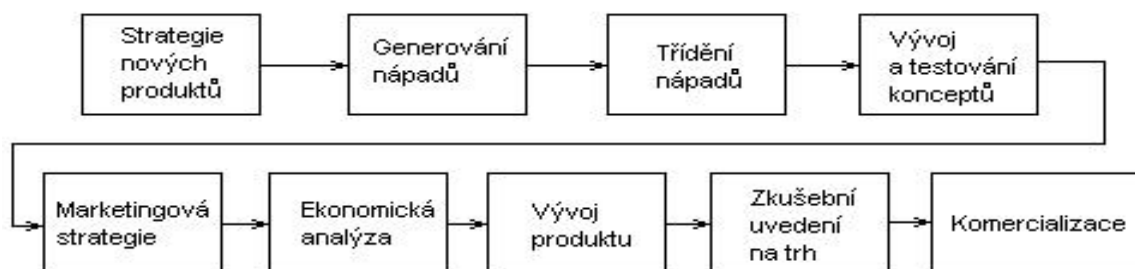 Strategie
nových
produktů
Generování
nápadů
Třídění
nápadů
Vývoj
a testování
konceptů
Marketingová
strategie
Ekonomická
analýza
Vývoj
produktu
Zkušební
uvedení
na trh
Komercializace